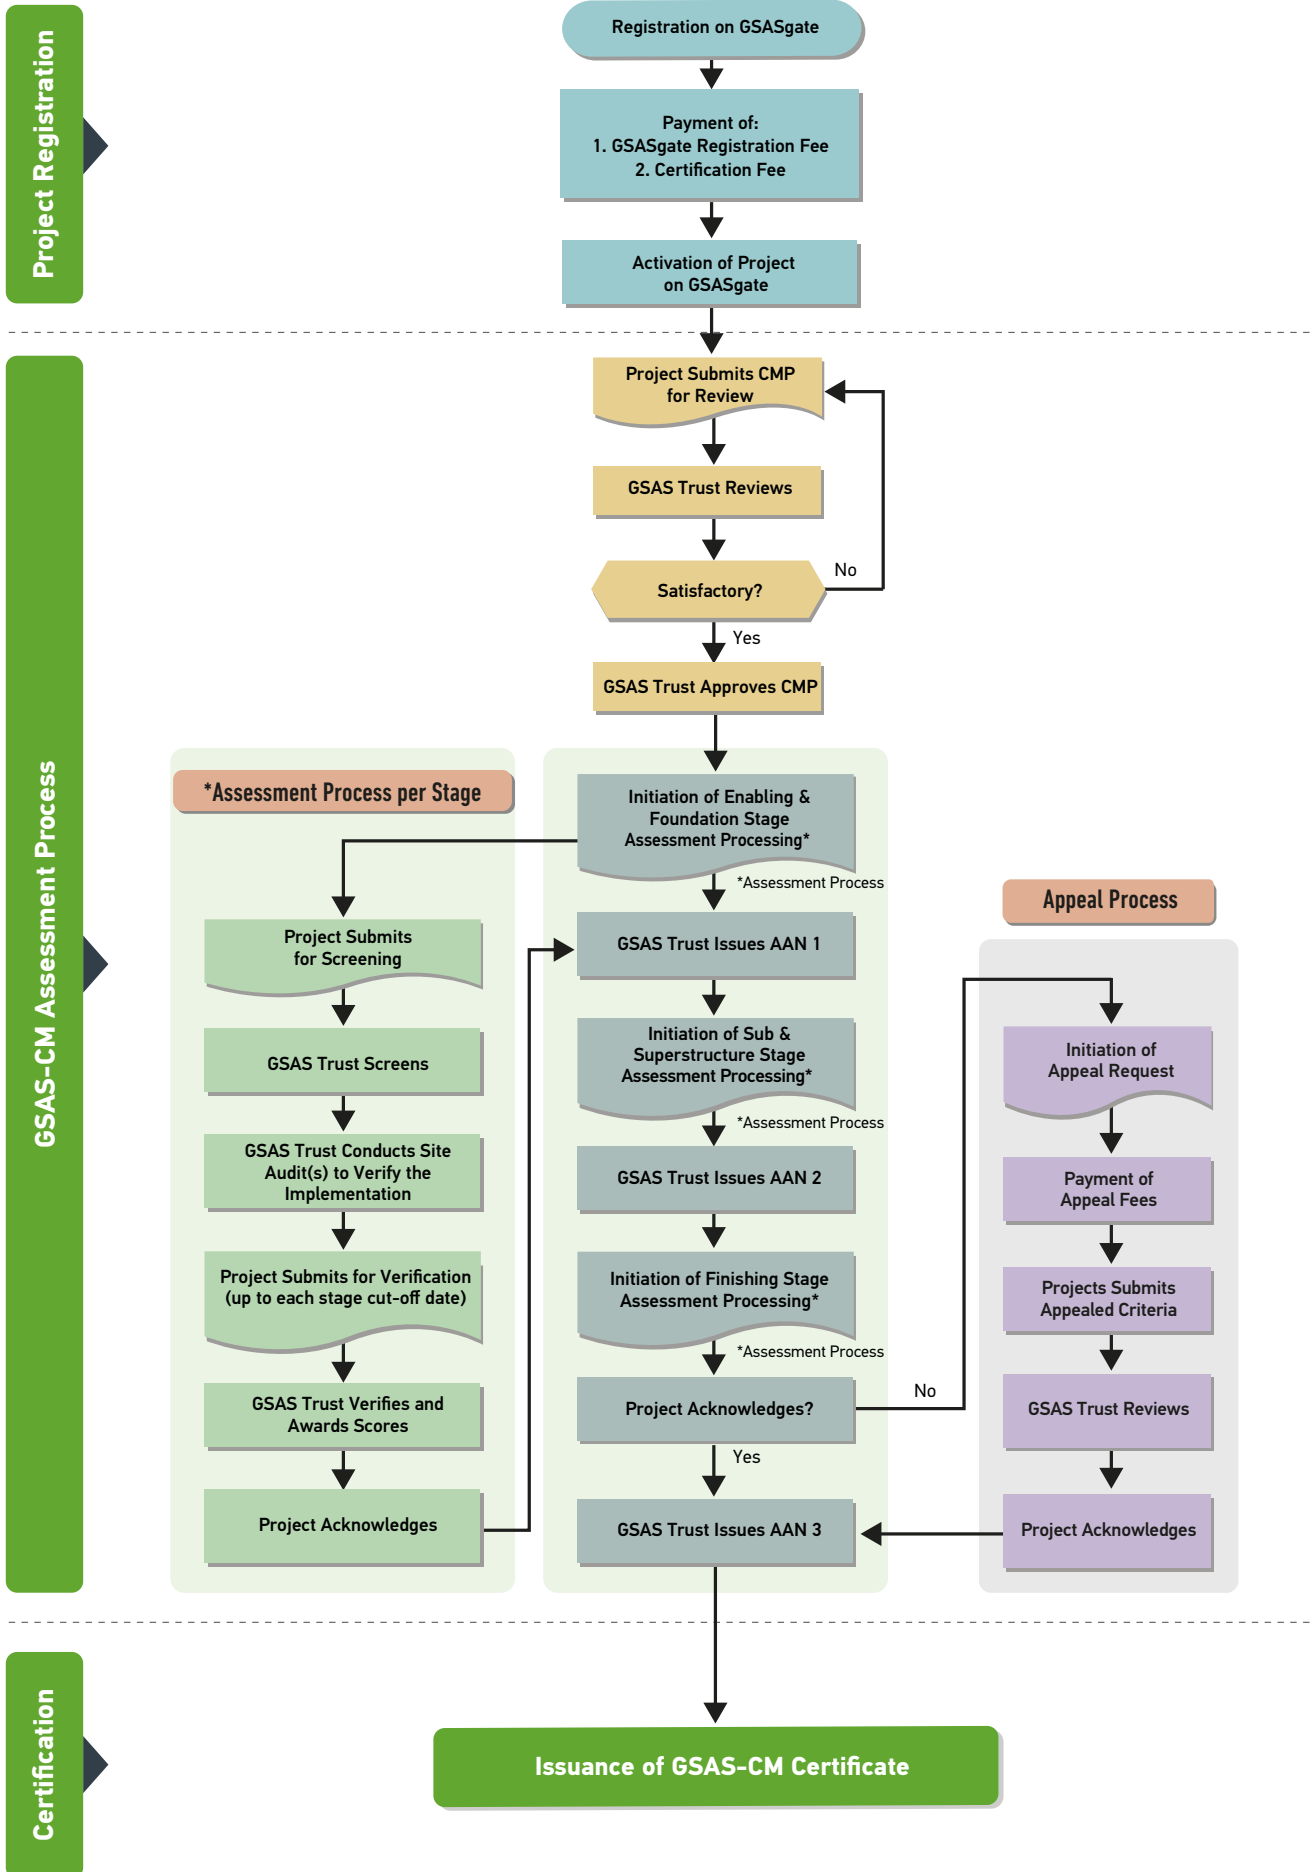 Project Registration
Registration on GSASgate
Payment of:
1. GSASgate Registration Fee
2. Certification Fee
Activation of Project
on GSASgate
GSAS-CM Assessment Process
Project Submits CMP
for Review
GSAS Trust Reviews
Satisfactory?
No
Yes
GSAS Trust Approves CMP
*Assessment Process per Stage
Project Submits
for Screening
GSAS Trust Screens
GSAS Trust Conducts Site
Audit(s) to Verify the
Implementation
Project Submits for Verification
(up to each stage cut-off date)
GSAS Trust Verifies and
Awards Scores
Project Acknowledges
Initiation of Enabling &
Foundation Stage
Assessment Processing*
*Assessment Process
GSAS Trust Issues AAN 1
Initiation of Sub &
Superstructure Stage
Assessment Processing*
*Assessment Process
GSAS Trust Issues AAN 2
Initiation of Finishing Stage
Assessment Processing*
*Assessment Process
Project Acknowledges?
No
Yes
GSAS Trust Issues AAN 3
Appeal Process
Initiation of
Appeal Request
Payment of
Appeal Fees
Projects Submits
Appealed Criteria
GSAS Trust Reviews
Project Acknowledges
Certification
Issuance of GSAS-CM Certificate